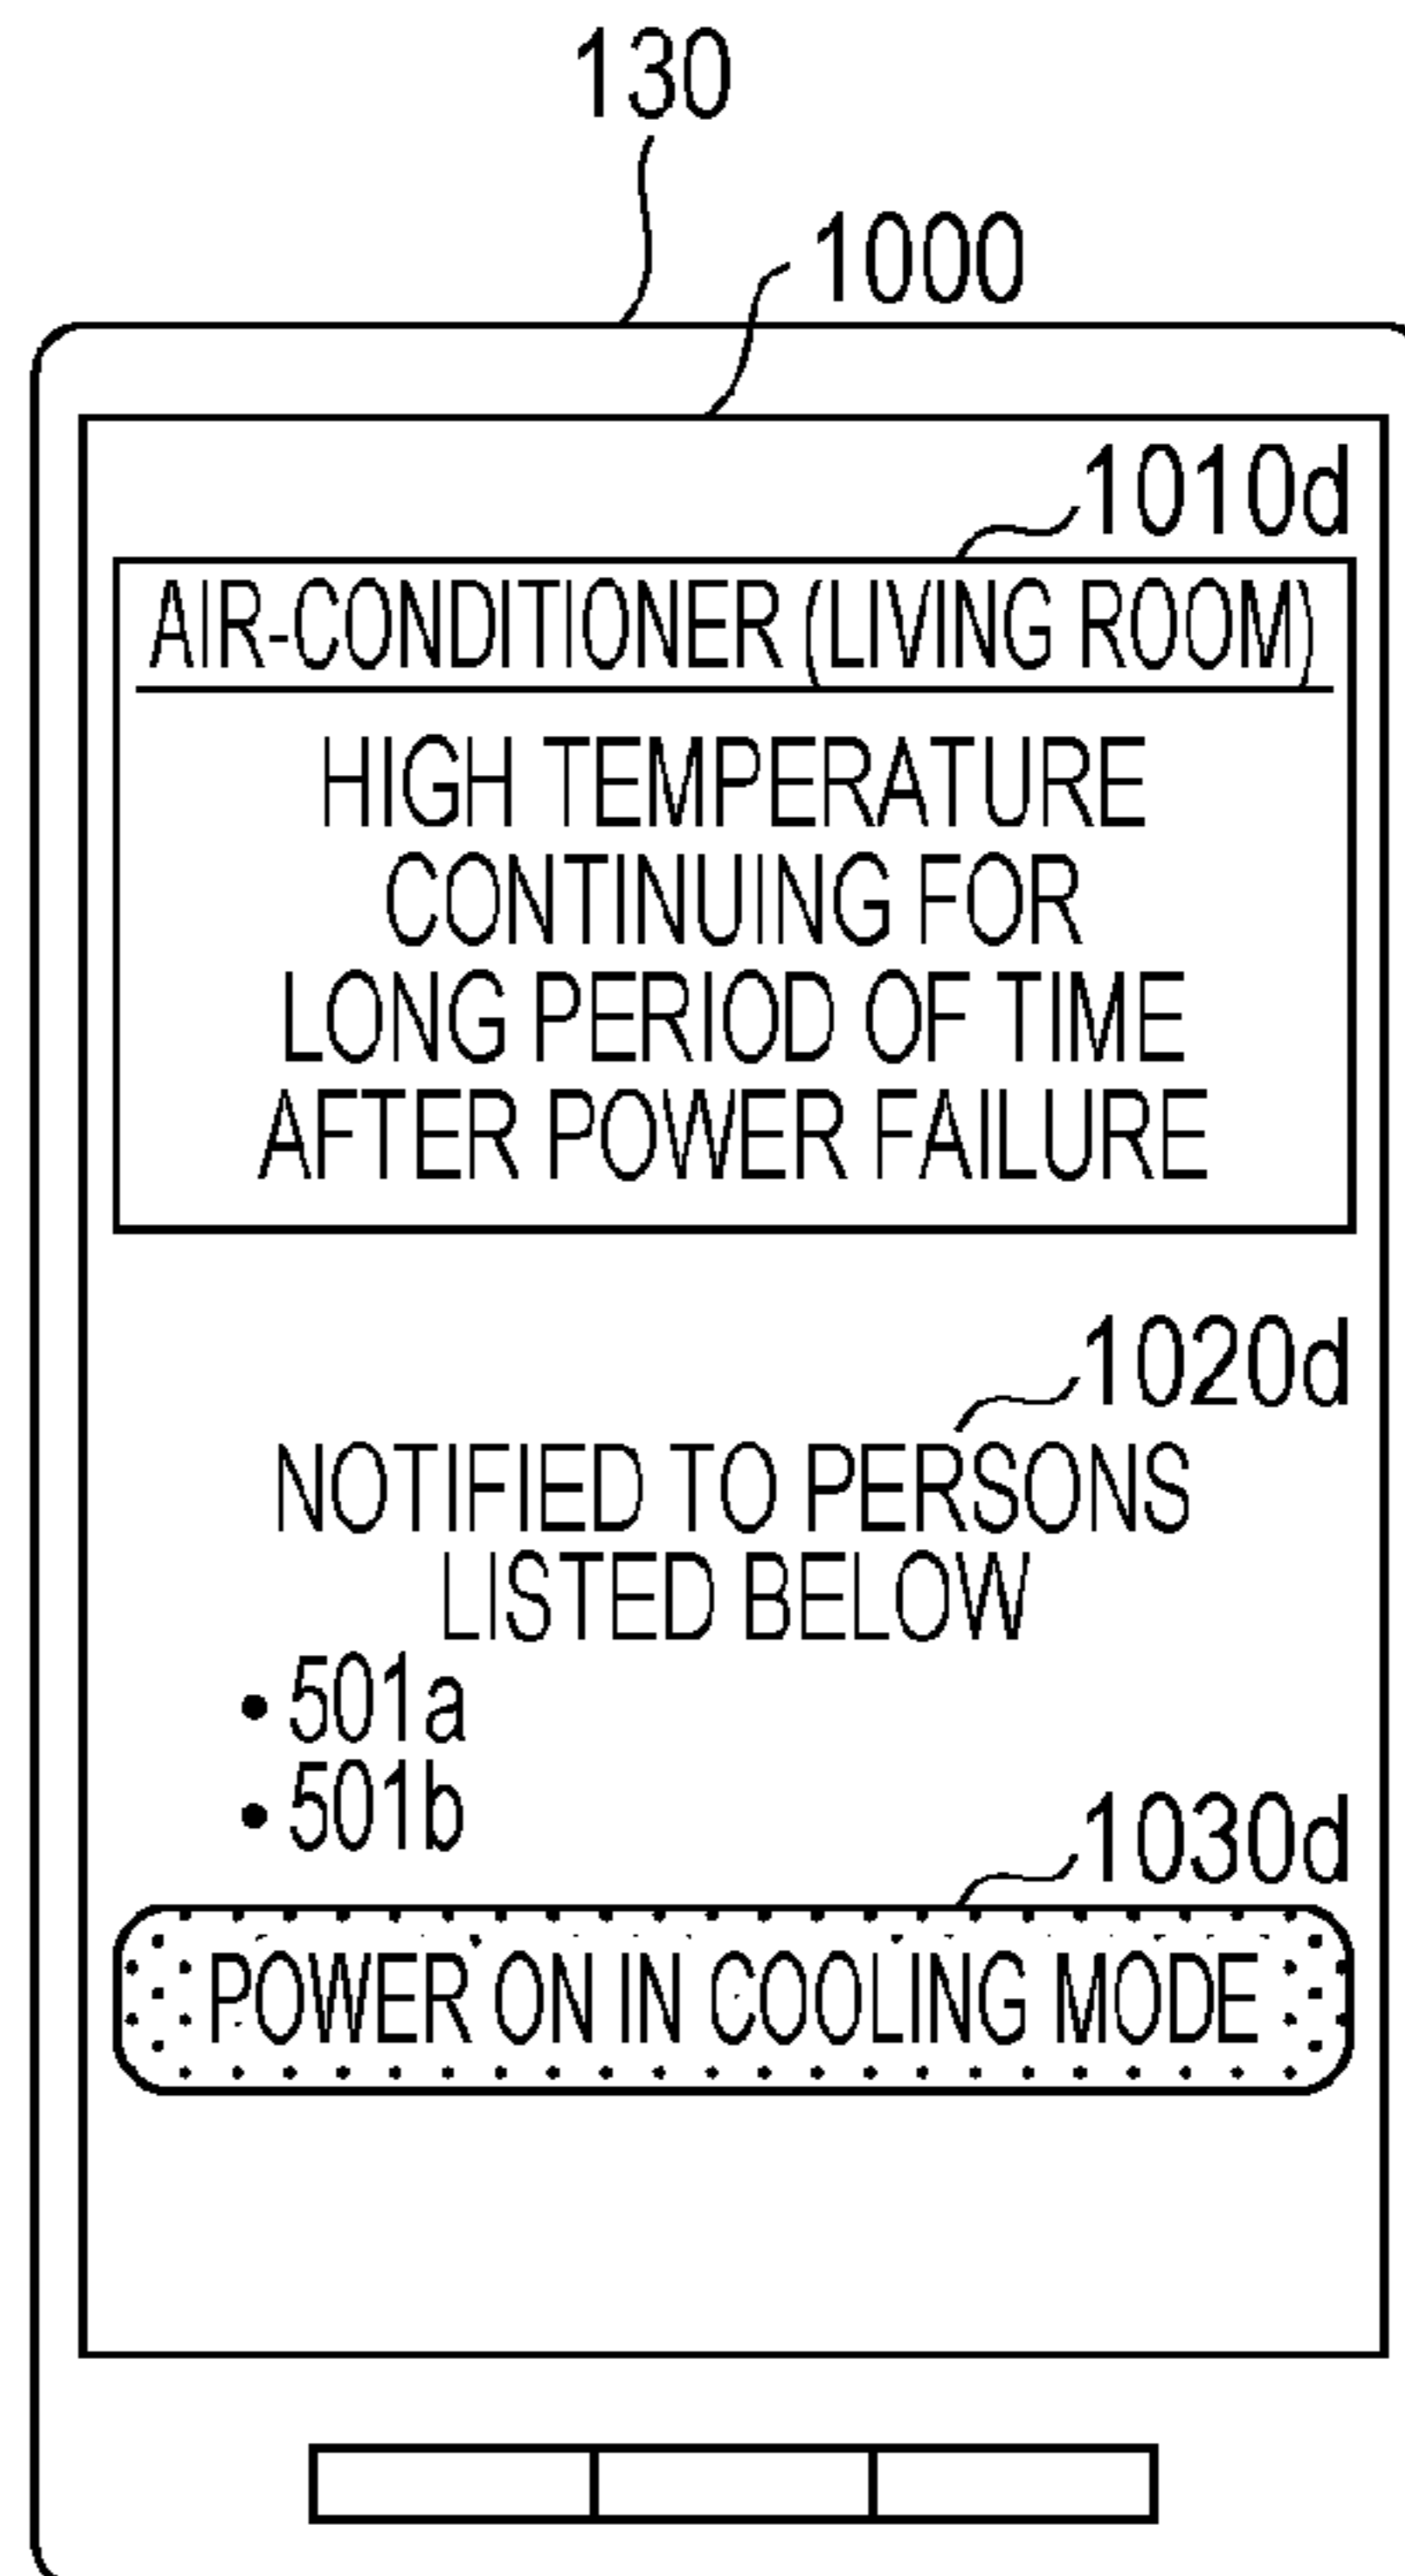 130
1000
1010d
AIR-CONDITIONER (LIVING ROOM)
HIGH TEMPERATURE
CONTINUING FOR
LONG PERIOD OF TIME
AFTER POWER FAILURE
1020d
NOTIFIED TO PERSONS
LISTED BELOW
• 501a
• 501b
1030d
POWER ON IN COOLING MODE